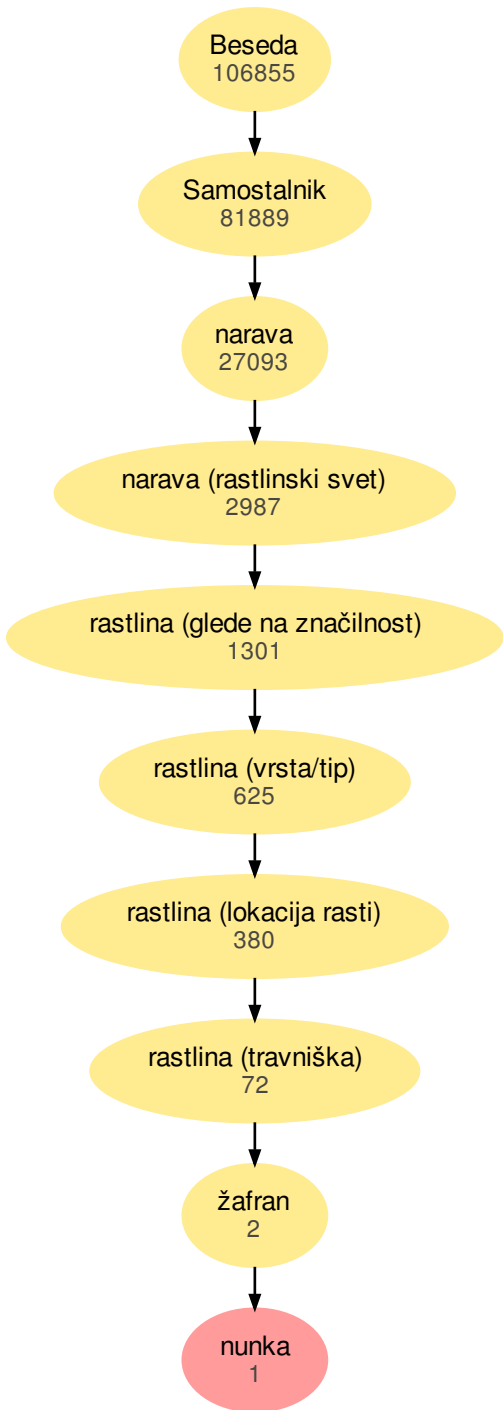 Beseda
106855
Samostalnik
81889
narava
27093
narava (rastlinski svet)
2987
rastlina (glede na značilnost)
1301
rastlina (vrsta/tip)
625
rastlina (lokacija rasti)
380
rastlina (travniška)
72
žafran
2
nunka
1